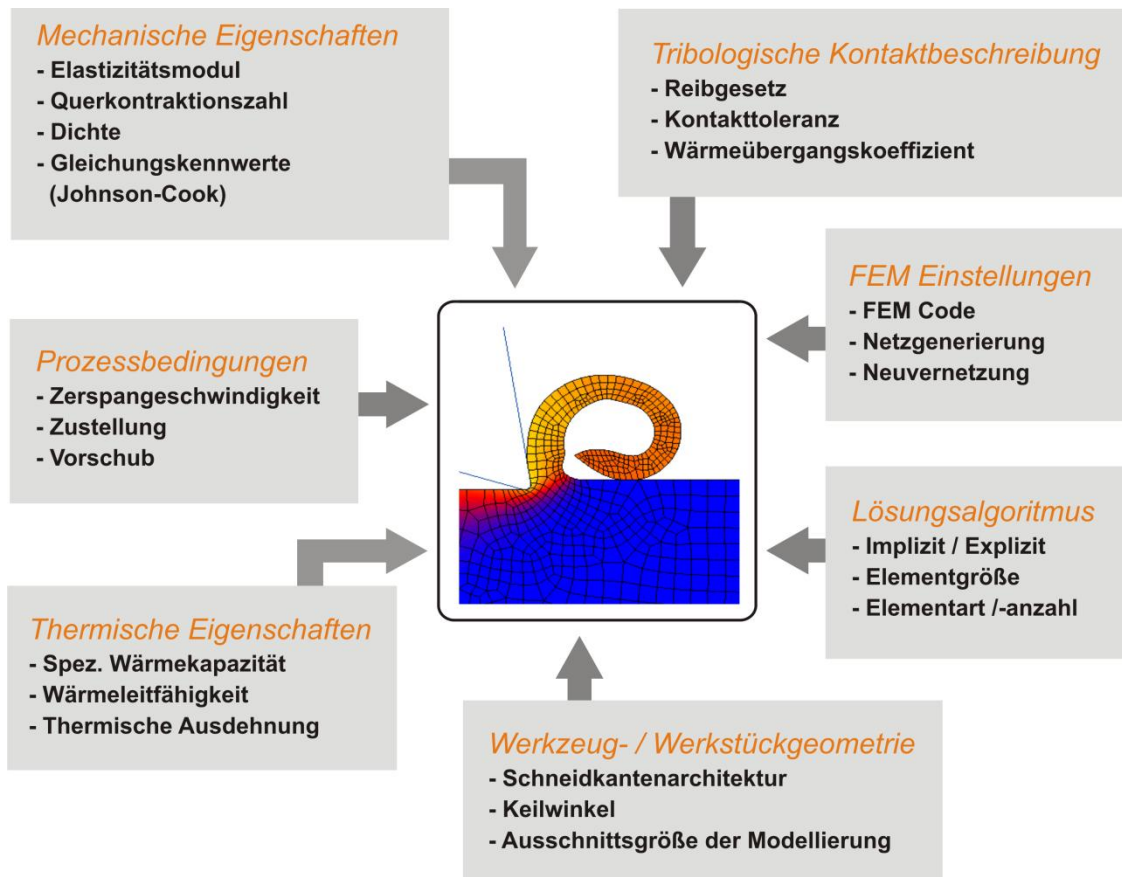 Mechanische Eigenschaften
- Elastizitätsmodul
- Querkontraktionszahl
- Dichte
- Gleichungskennwerte
(Johnson-Cook)
Tribologische Kontaktbeschreibung
- Reibgesetz
- Kontakttoleranz
- Wärmeübergangskoeffizient
FEM Einstellungen
- FEM Code
- Netzgenerierung
- Neuvernetzung
Prozessbedingungen
- Zerspangeschwindigkeit
- Zustellung
- Vorschub
Lösungsalgoritmus
- Implizit / Explizit
- Elementgröße
- Elementart /-anzahl
Thermische Eigenschaften
- Spez. Wärmekapazität
- Wärmeleitfähigkeit
- Thermische Ausdehnung
Werkzeug- / Werkstückgeometrie
- Schneidkantenarchitektur
- Keilwinkel
- Ausschnittsgröße der Modellierung